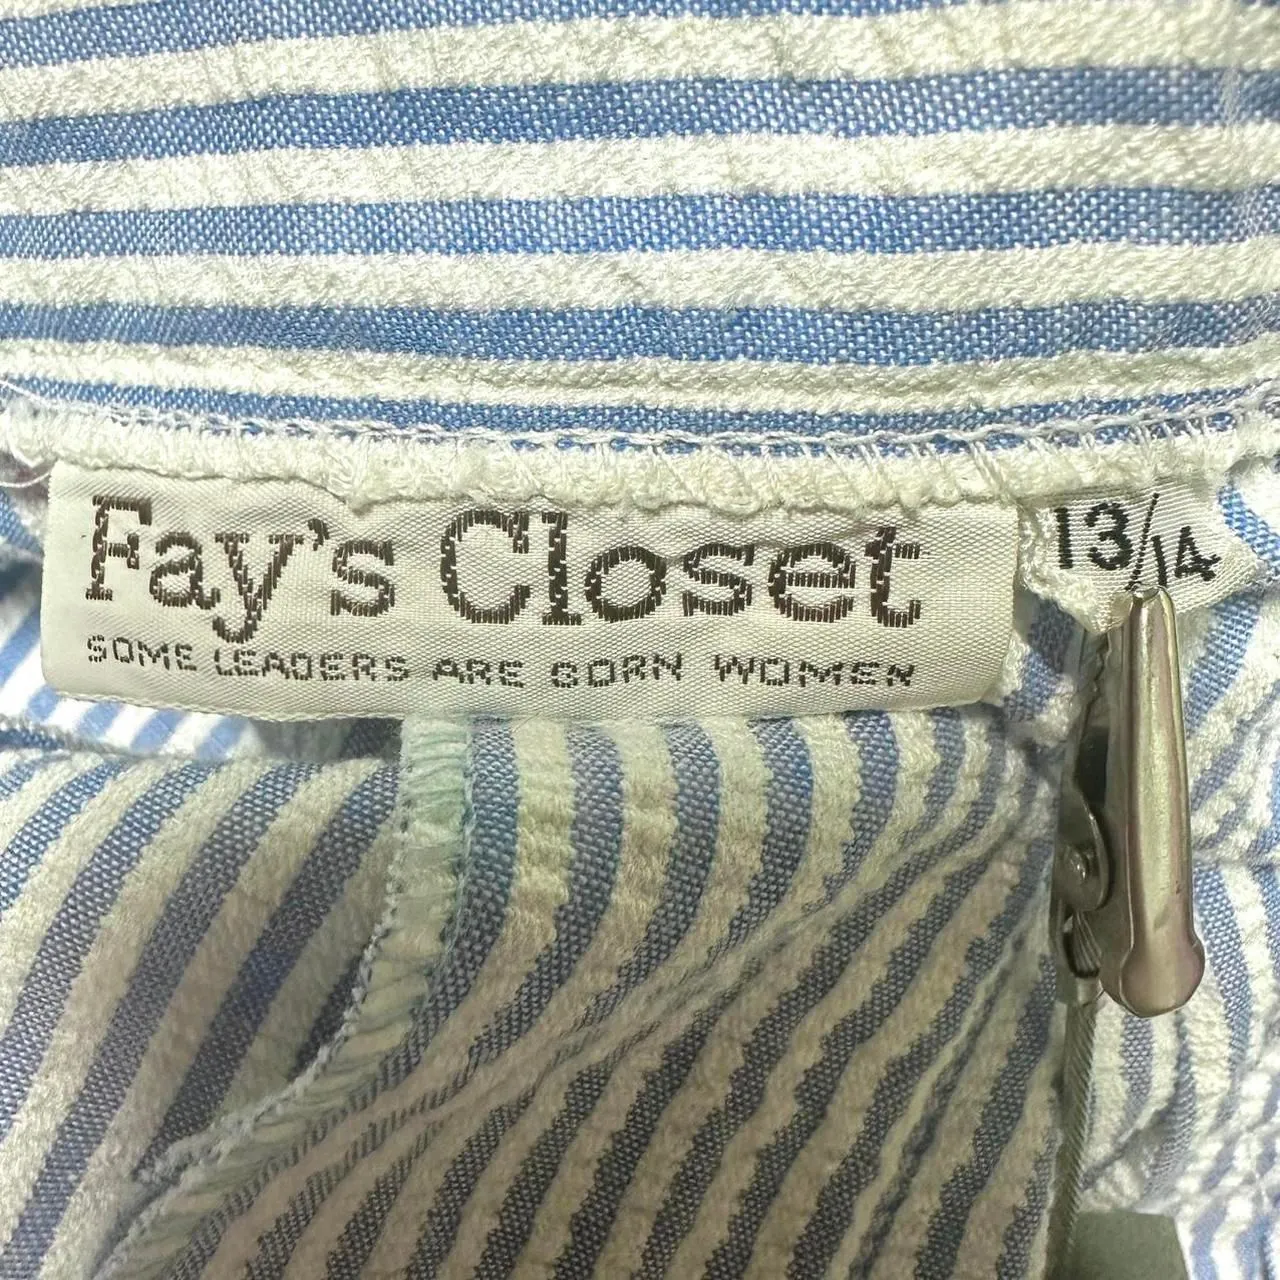 Fay's Closet
SOME LEADERS ARE BORN WOMEN
13/14